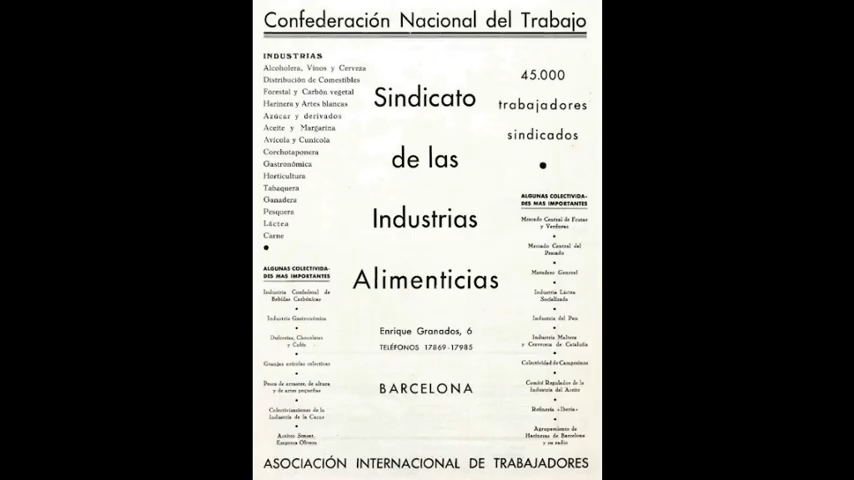 Confederación Nacional del Trabajo
INDUSTRIAS
Alcoholera, Vinos y Cerveza
Distribución de Comestibles
Forestal y Carbón vegetal
Harinera y Artes blancas
Azúcar y derivados
Aceite y Margarina
Avícola y Cunícola
Corchotaponera
Gastronómica
Horticultura
Tabaquera
Ganadera
Pesquera
Láctea
Carne
ALGUNAS COLECTIVIDA-
DES MAS IMPORTANTES
Industria Confederal de
Bebidas Carbónicas
Industria Gastronómica
Dulcerías, Chocolates
y Cafés
Granjas avícolas colectivas
Pesca de arrastre, de altura
y de artes pequeñas
Colectivizaciones de la
Industria de la Carne
Aceites Sensat,
Empresa Obrera
Sindicato
de las
Industrias
Alimenticias
Enrique Granados, 6
TELÉFONOS 17869-17985
BARCELONA
45.000
trabajadores
sindicados
ALGUNAS COLECTIVIDA-
DES MAS IMPORTANTES
Mercado Central de Frutas
y Verduras
Mercado Central del
Pescado
Matadero General
Industria Láctea
Socializada
Industria del Pan
Industria Maltera
y Cervecera de Cataluña
Colectividad de Campesinos
Comité Regulador de la
Industria del Aceite
Refinería «Iberia»
Agrupamiento de
Harineras de Barcelona
y su radio
ASOCIACIÓN INTERNACIONAL DE TRABAJADORES